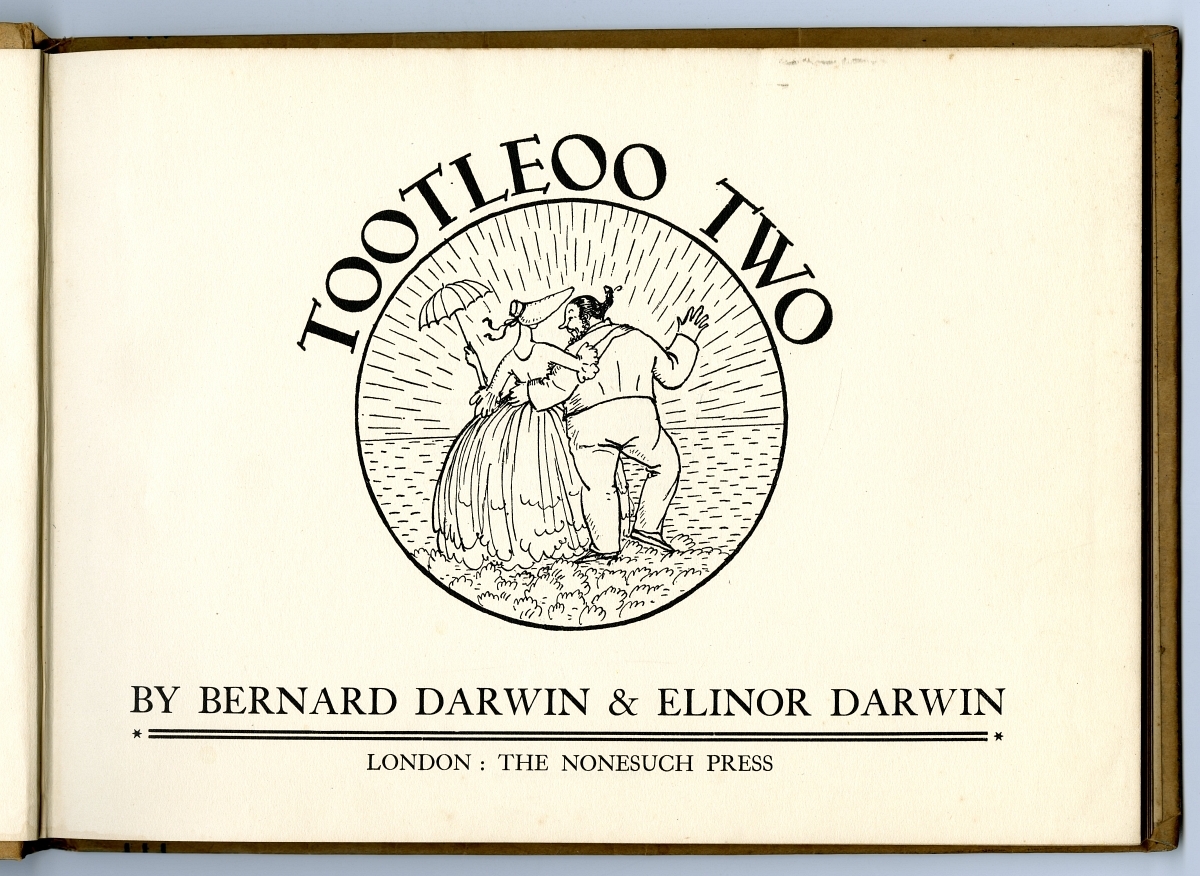 TOOTLEOO TWO
BY BERNARD DARWIN & ELINOR DARWIN
LONDON : THE NONESUCH PRESS